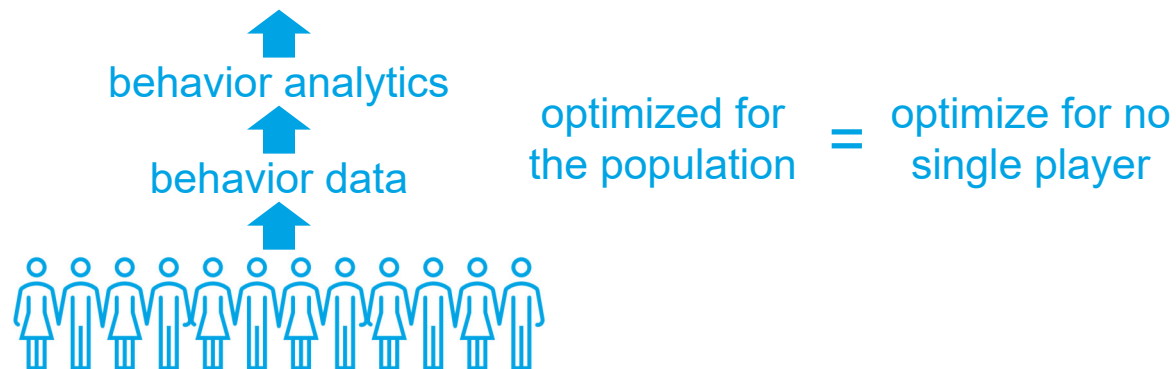 behavior analytics
behavior data
optimized for
the population
=
optimize for no
single player